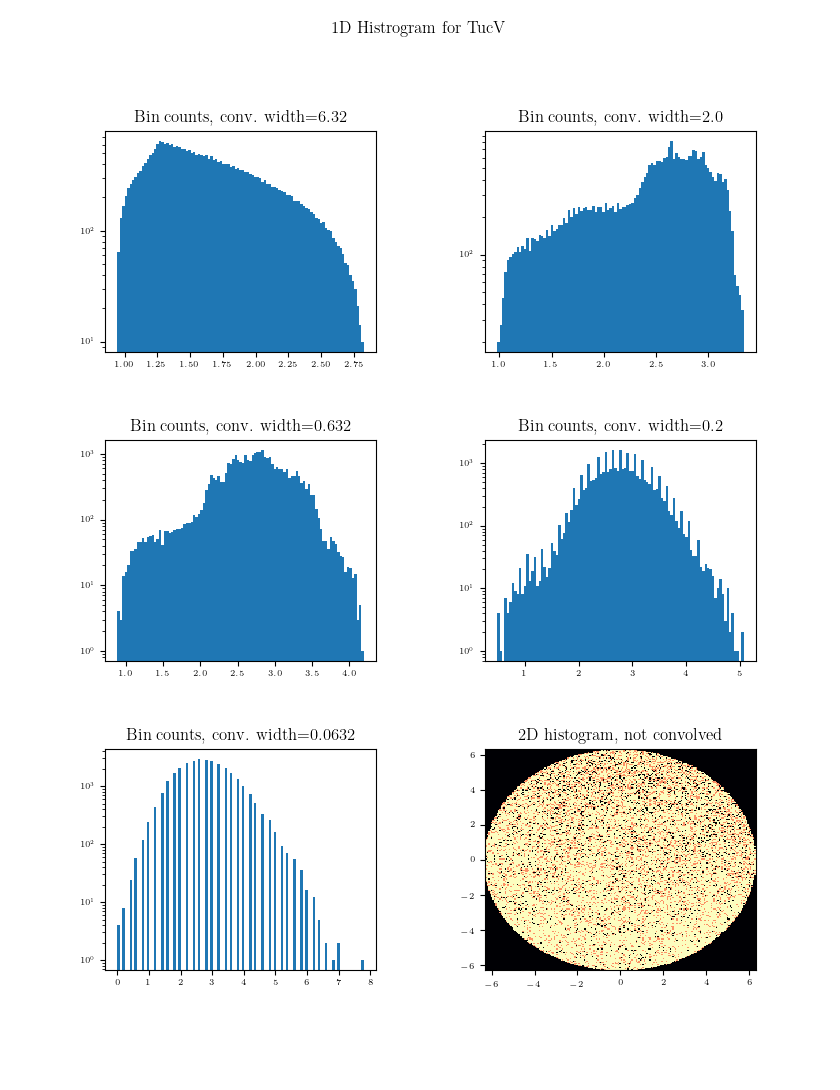 1D Histrogram for TucV
Bin counts, conv. width=6.32
10²
10¹
1.00 1.25 1.50 1.75 2.00 2.25 2.50 2.75
Bin counts, conv. width=2.0
10²
1.0 1.5 2.0 2.5 3.0
Bin counts, conv. width=0.632
10³
10²
10¹
10⁰
1.0 1.5 2.0 2.5 3.0 3.5 4.0
Bin counts, conv. width=0.2
10³
10²
10¹
10⁰
1 2 3 4 5
Bin counts, conv. width=0.0632
10³
10²
10¹
10⁰
0 1 2 3 4 5 6 7 8
2D histogram, not convolved
6
4
2
0
−2
−4
−6
−6 −4 −2 0 2 4 6